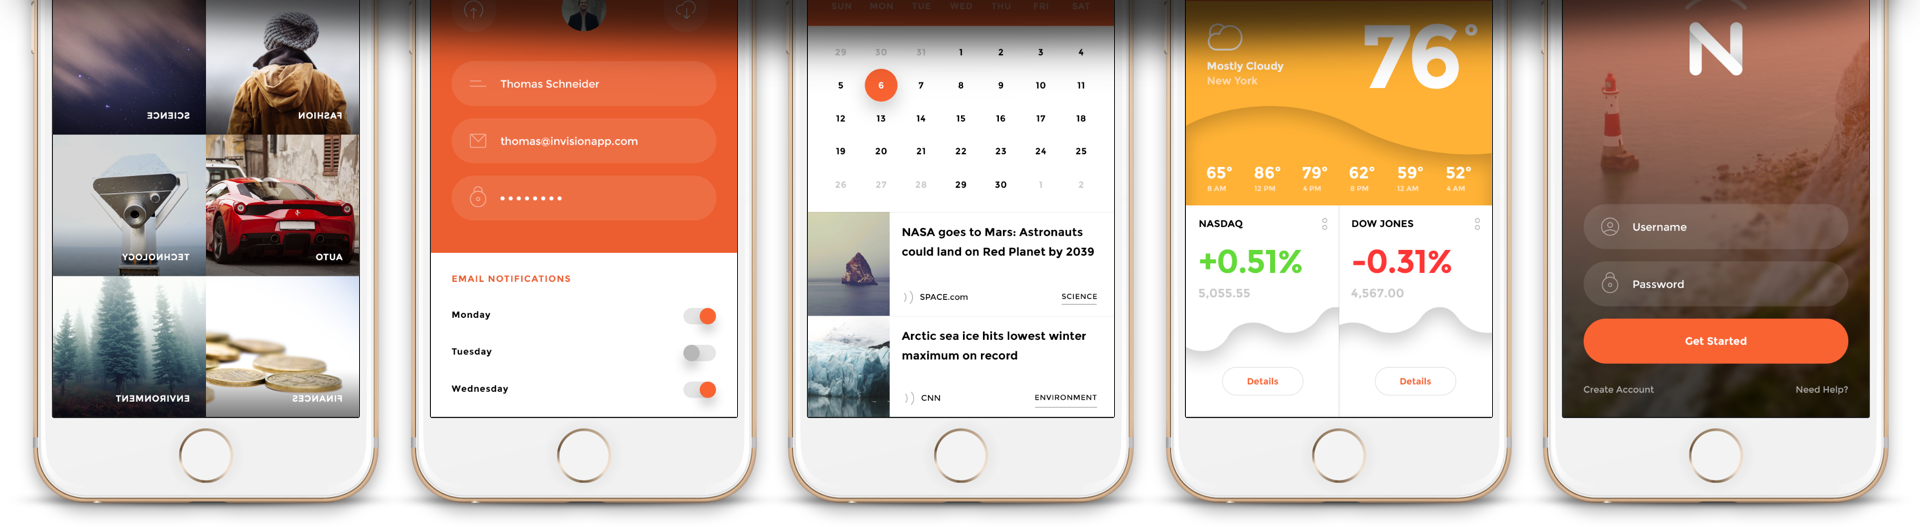 SCIENCE
FASHION
TECHNOLOGY
AUTO
ENVIRONMENT
FINANCES
Thomas Schneider
thomas@invisionapp.com
EMAIL NOTIFICATIONS
Monday
Tuesday
Wednesday
SUN MON TUE WED THU FRI SAT
29 30 31 1 2 3 4
5 6 7 8 9 10 11
12 13 14 15 16 17 18
19 20 21 22 23 24 25
26 27 28 29 30 1 2
NASA goes to Mars: Astronauts
could land on Red Planet by 2039
SPACE.com SCIENCE
Arctic sea ice hits lowest winter
maximum on record
CNN ENVIRONMENT
76°
Mostly Cloudy
New York
65° 86° 79° 62° 59° 52°
8 AM 12 PM 4 PM 8 PM 12 AM 4 AM
NASDAQ
+0.51%
5,055.55
Details
DOW JONES
-0.31%
4,567.00
Details
N
Username
Password
Get Started
Create Account Need Help?